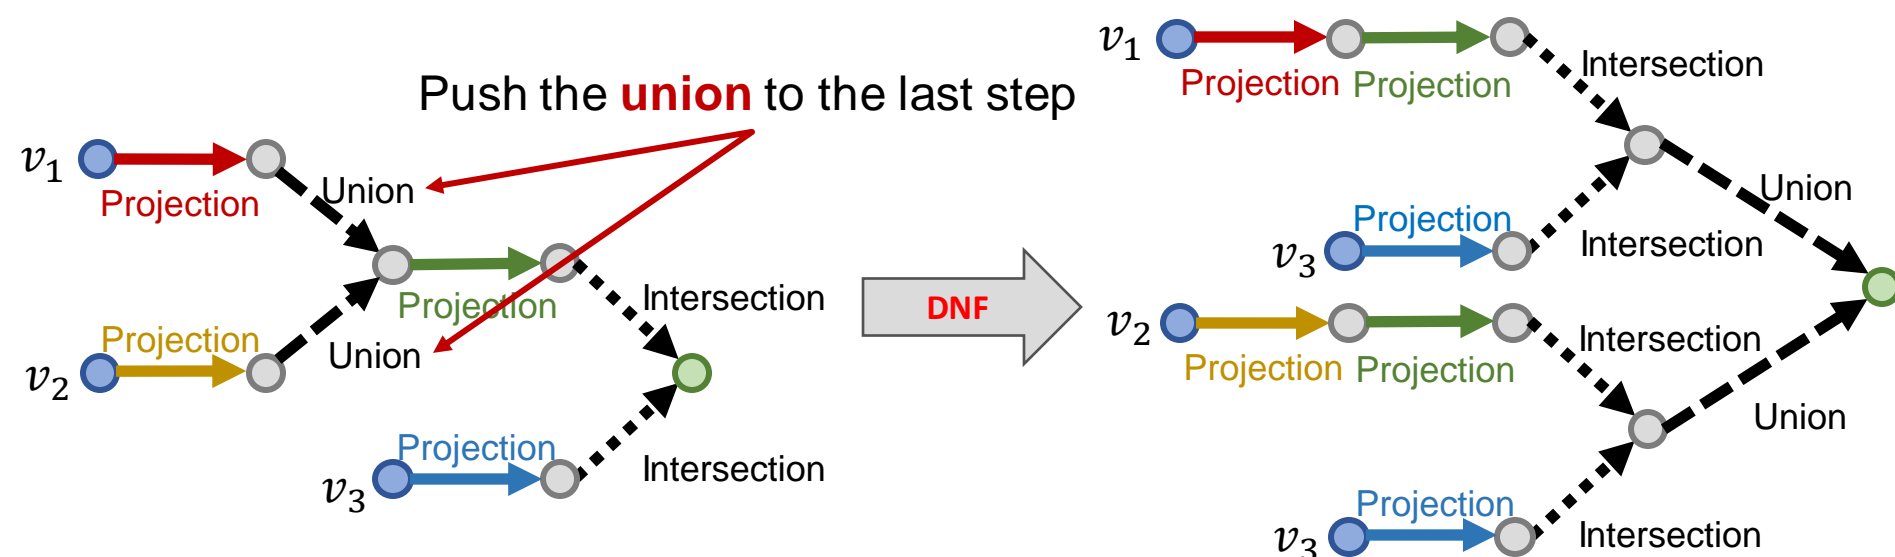 Push the union to the last step
v1
Projection
Union
Projection
Union
Projection
v2
Intersection
Projection
v3
Intersection
DNF
v1
Projection
Projection
Intersection
Projection
v3
Intersection
Union
v2
Projection
Projection
Intersection
Union
Projection
v3
Intersection